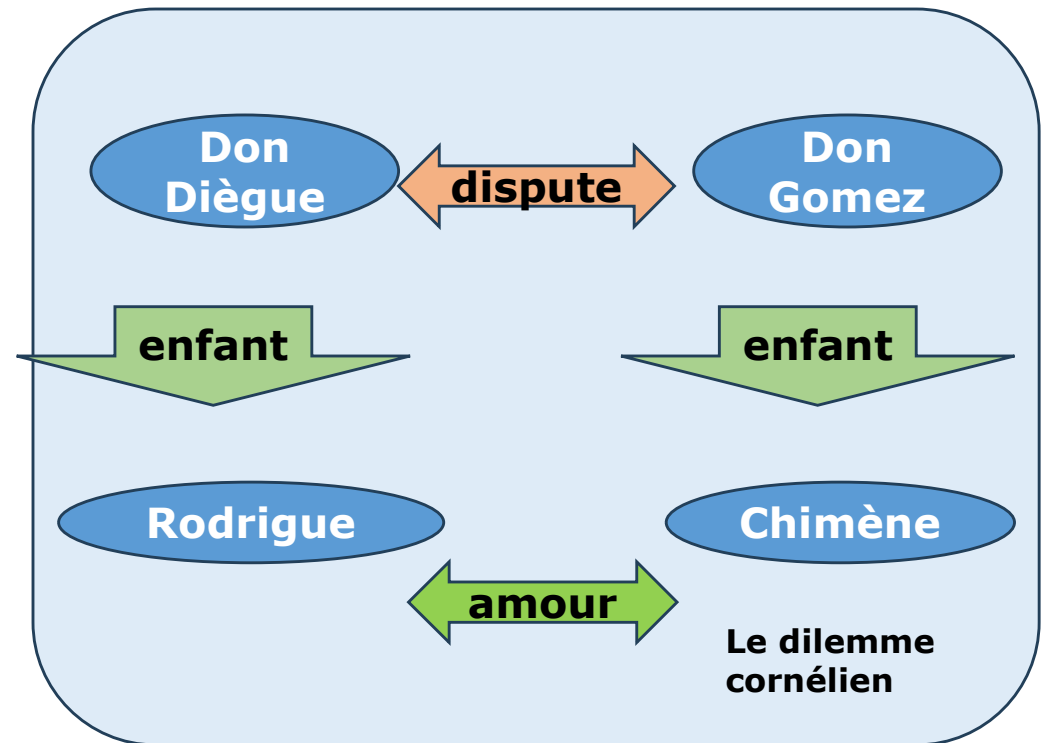 Don
Diègue
dispute
Don
Gomez
enfant
enfant
Rodrigue
Chimène
amour
Le dilemme
cornélien